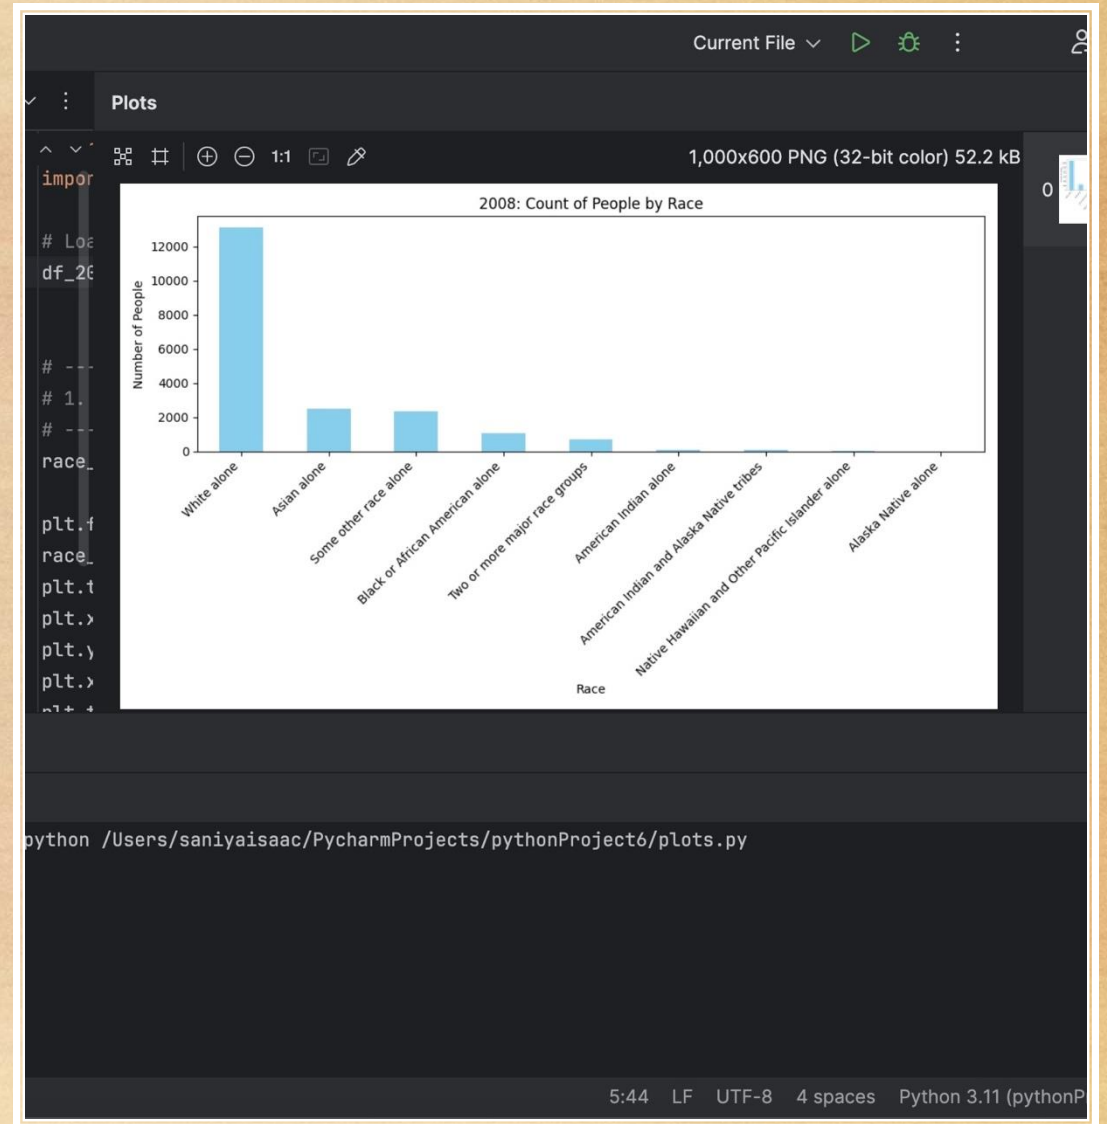 Current File
Plots
1:1
1,000x600 PNG (32-bit color) 52.2 kB
0
impor
# Loa
df_20
# ---
# 1.
# ---
race_
plt.f
race_
plt.t
plt.x
plt.y
plt.x
plt.t
2008: Count of People by Race
Number of People
12000
10000
8000
6000
4000
2000
0
White alone
Asian alone
Some other race alone
Black or African American alone
Two or more major race groups
American Indian alone
American Indian and Alaska Native tribes
Native Hawaiian and Other Pacific Islander alone
Alaska Native alone
Race
python /Users/saniyaisaac/PycharmProjects/pythonProject6/plots.py
5:44 LF UTF-8 4 spaces Python 3.11 (pythonP